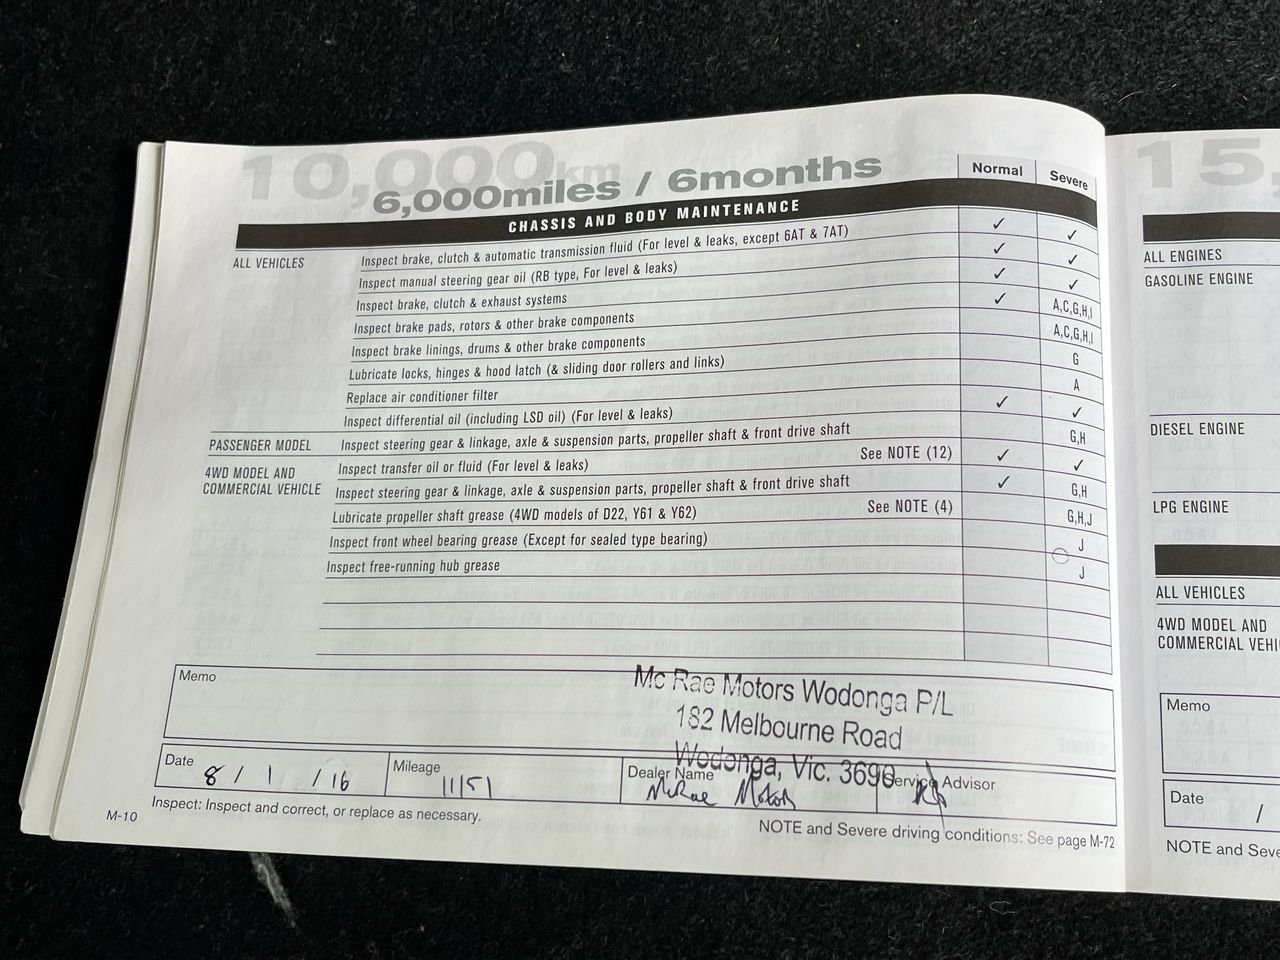 10,000km
6,000miles / 6months
Normal Severe
CHASSIS AND BODY MAINTENANCE
ALL VEHICLES Inspect brake, clutch & automatic transmission fluid (For level & leaks, except 6AT & 7AT) ✓ ✓
Inspect manual steering gear oil (RB type, For level & leaks) ✓ ✓
Inspect brake, clutch & exhaust systems ✓ ✓
Inspect brake pads, rotors & other brake components ✓ A,C,G,H,I
Inspect brake linings, drums & other brake components A,C,G,H,I
Lubricate locks, hinges & hood latch (& sliding door rollers and links) G
Replace air conditioner filter A
Inspect differential oil (including LSD oil) (For level & leaks) ✓ ✓
PASSENGER MODEL Inspect steering gear & linkage, axle & suspension parts, propeller shaft & front drive shaft G,H
4WD MODEL AND
COMMERCIAL VEHICLE
Inspect transfer oil or fluid (For level & leaks) See NOTE (12) ✓ ✓
Inspect steering gear & linkage, axle & suspension parts, propeller shaft & front drive shaft ✓ G,H
Lubricate propeller shaft grease (4WD models of D22, Y61 & Y62) See NOTE (4) G,H,J
Inspect front wheel bearing grease (Except for sealed type bearing) J
Inspect free-running hub grease J
Memo
Mc Rae Motors Wodonga P/L
182 Melbourne Road
Wodonga, Vic. 3690
Date 8 / 1 / 16
Mileage 11151
Dealer Name McRae Motors
Service Advisor
M-10
Inspect: Inspect and correct, or replace as necessary.
NOTE and Severe driving conditions: See page M-72
15,
ALL ENGINES
GASOLINE ENGINE
DIESEL ENGINE
LPG ENGINE
ALL VEHICLES
4WD MODEL AND
COMMERCIAL VEHI
Memo
Date /
NOTE and Seve